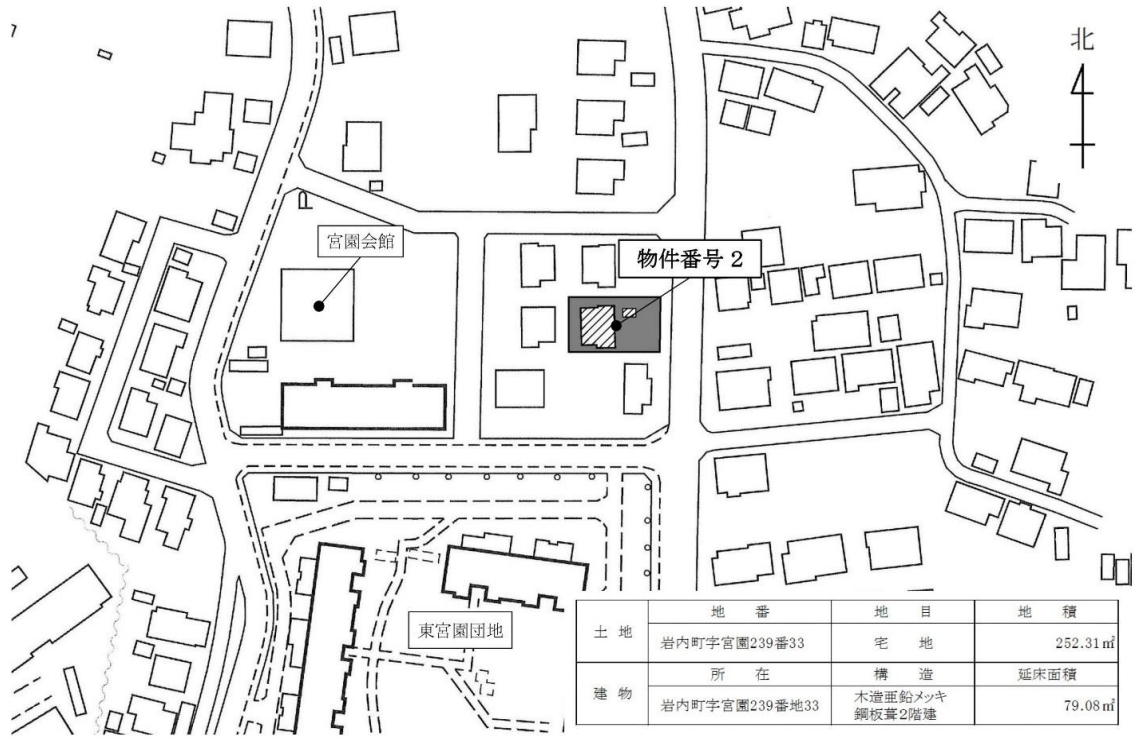 北
宮園会館
物件番号 2
東宮園団地
土 地
地 番
地 目
地 積
岩内町字宮園239番33
宅 地
252.31㎡
建 物
所 在
構 造
延床面積
岩内町字宮園239番地33
木造亜鉛メッキ
鋼板葺2階建
79.08㎡